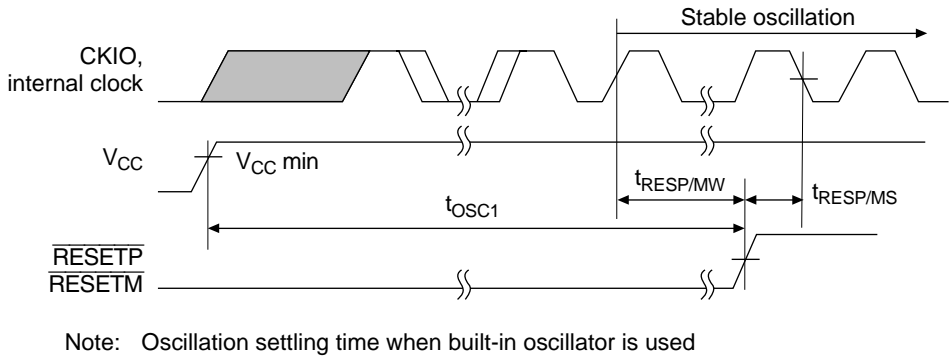 Stable oscillation
CKIO,
internal clock
VCC
VCC min
tRESP/MW
tRESP/MS
tOSC1
RESETP
RESETM
Note: Oscillation settling time when built-in oscillator is used